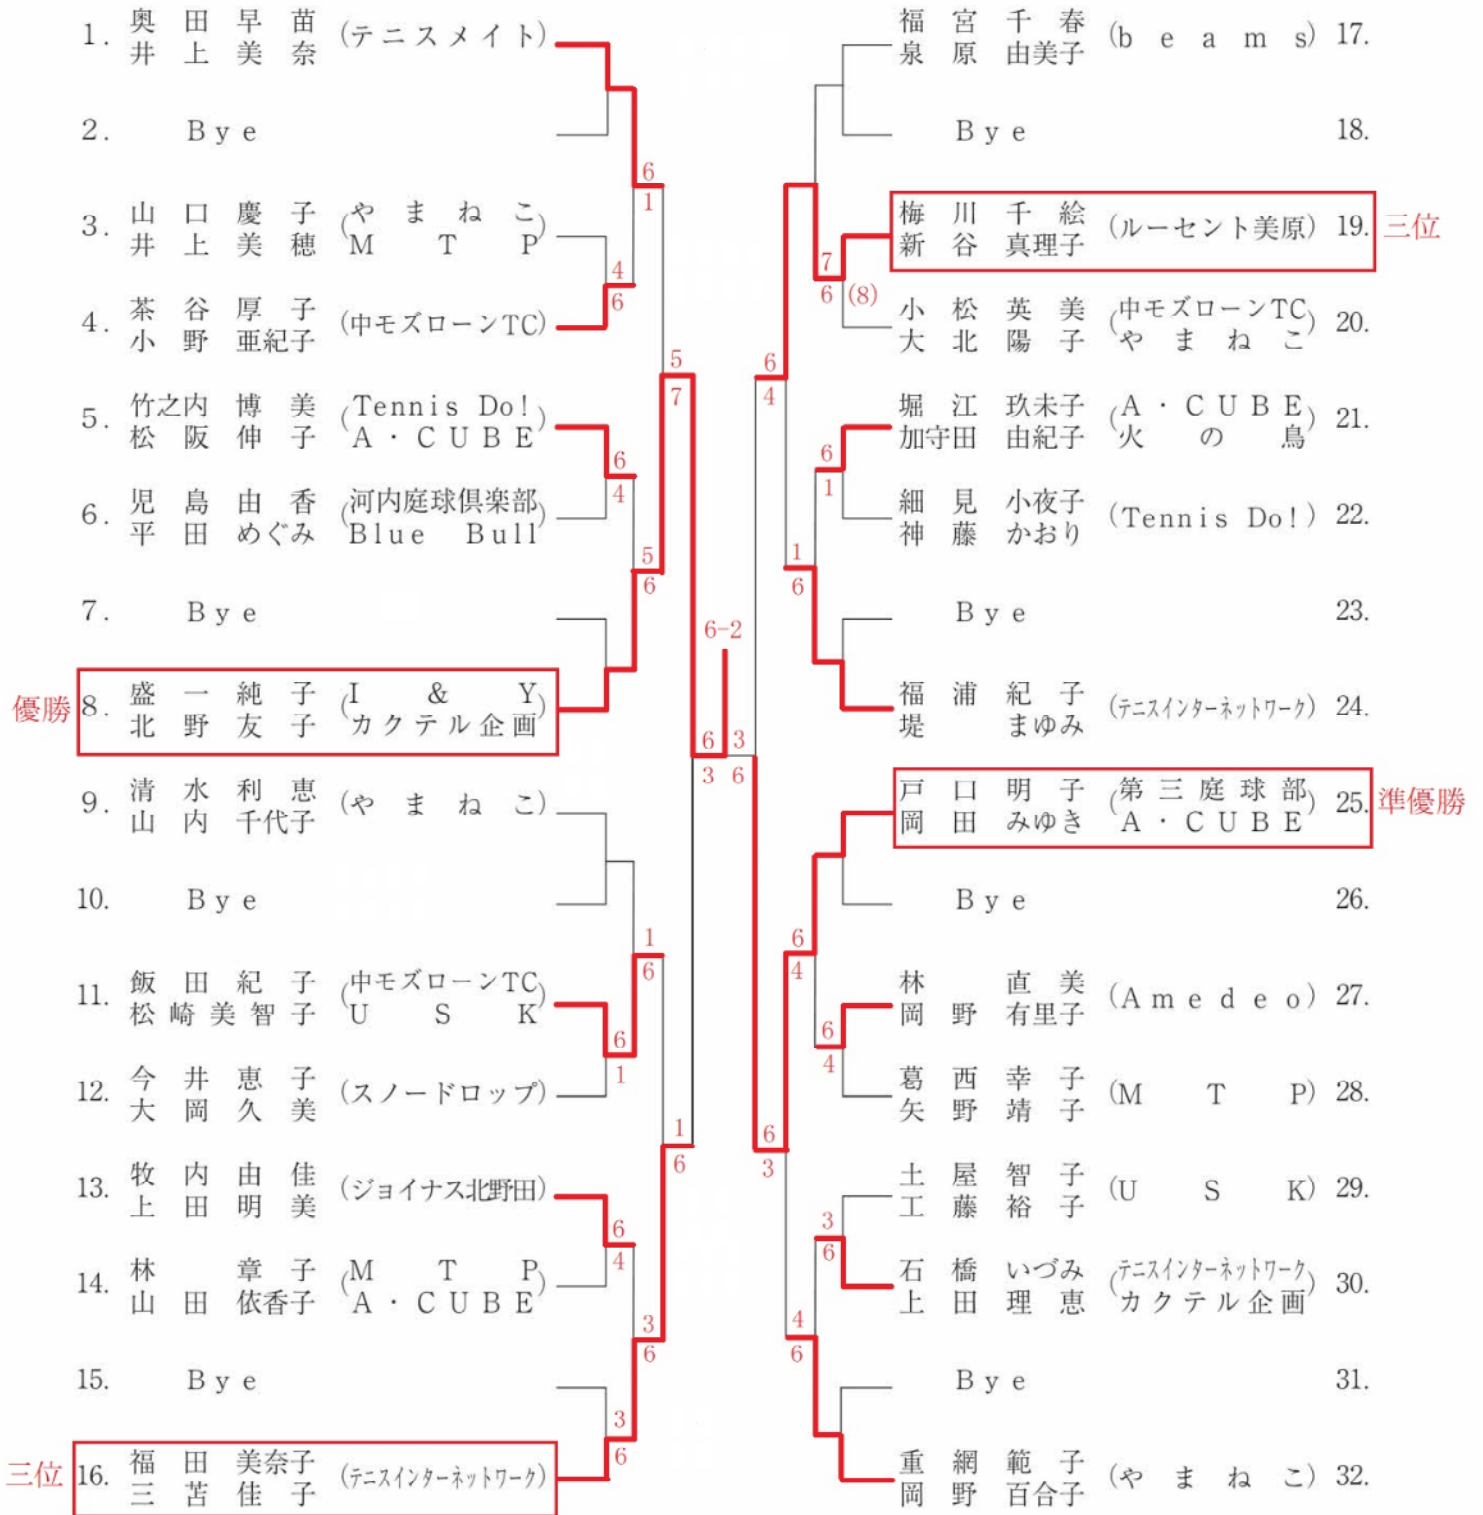 1. 奥田早苗 (テニスメイト)
井上美奈
2. Bye
6
1
3. 山口慶子 (やまねこ)
井上美穂 MTP
4
6
4. 茶谷厚子 (中モズローンTC)
小野亜紀子
5
7
5. 竹之内博美 (Tennis Do!)
松阪伸子 A・CUBE
6
4
6. 児島由香 (河内庭球倶楽部)
平田めぐみ Blue Bull
5
6
7. Bye
6-2
優勝 8. 盛一純子 (I & Y)
北野友子 カクテル企画
6 3
3 6
9. 清水利恵 (やまねこ)
山内千代子
10. Bye
1
6
11. 飯田紀子 (中モズローンTC)
松崎美智子 USK
6
1
12. 今井恵子 (スノードロップ)
大岡久美
1
6
13. 牧内由佳 (ジョイナス北野田)
上田明美
6
4
14. 林章子 (MTP)
山田依香子 A・CUBE
3
6
15. Bye
3
6
三位 16. 福田美奈子 (テニスインターネットワーク)
三苫佳子
福宮千春 (beams) 17.
泉原由美子
Bye 18.
梅川千絵 (ルーセント美原) 19. 三位
新谷真理子
7
6 (8)
小松英美 (中モズローンTC) 20.
大北陽子 やまねこ
6
4
堀江玖未子 (A・CUBE) 21.
加守田由紀子 火の鳥
6
1
細見小夜子 (Tennis Do!) 22.
神藤かおり
1
6
Bye 23.
福浦紀子 (テニスインターネットワーク) 24.
堤まゆみ
戸口明子 (第三庭球部) 25. 準優勝
岡田みゆき A・CUBE
Bye 26.
6
4
林直美 (Amedeo) 27.
岡野有里子
6
4
葛西幸子 (MTP) 28.
矢野靖子
6
3
土屋智子 (USK) 29.
工藤裕子
3
6
石橋いづみ (テニスインターネットワーク) 30.
上田理恵 カクテル企画
4
6
Bye 31.
重網範子 (やまねこ) 32.
岡野百合子